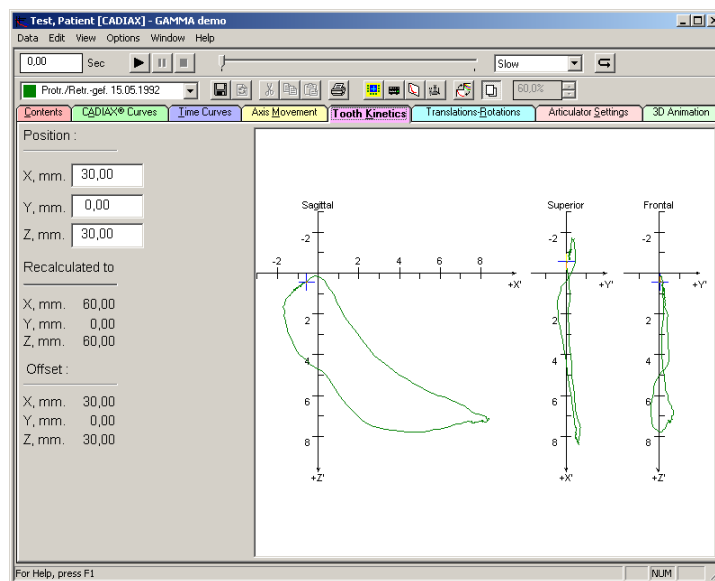 Test, Patient [CADIAX] - GAMMA demo
Data Edit View Options Window Help
0,00 Sec Slow
Protr./Retr.-gef. 15.05.1992 60,0%
Contents CADIAX® Curves Time Curves Axis Movement Tooth Kinetics Translations-Rotations Articulator Settings 3D Animation
Position :
X, mm. 30,00
Y, mm. 0,00
Z, mm. 30,00
Recalculated to
X, mm. 60,00
Y, mm. 0,00
Z, mm. 60,00
Offset :
X, mm. 30,00
Y, mm. 0,00
Z, mm. 30,00
Sagittal
-2
-2 2 4 6 8
+X'
2
4
6
8
+Z'
Superior
-2
+Y'
2
4
6
8
+X'
Frontal
-2
+Y'
2
4
6
8
+Z'
For Help, press F1 NUM